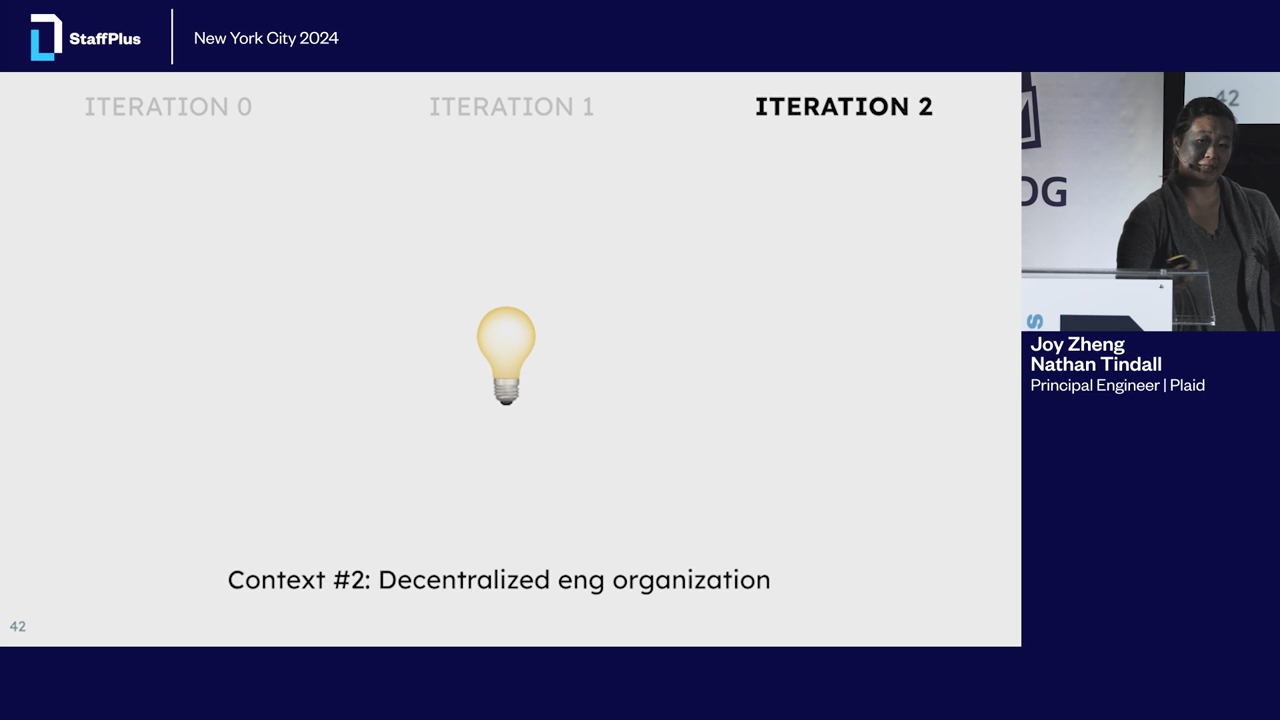 StaffPlus
New York City 2024
ITERATION 0
ITERATION 1
ITERATION 2
42
OG
Context #2: Decentralized eng organization
42
Joy Zheng
Nathan Tindall
Principal Engineer | Plaid